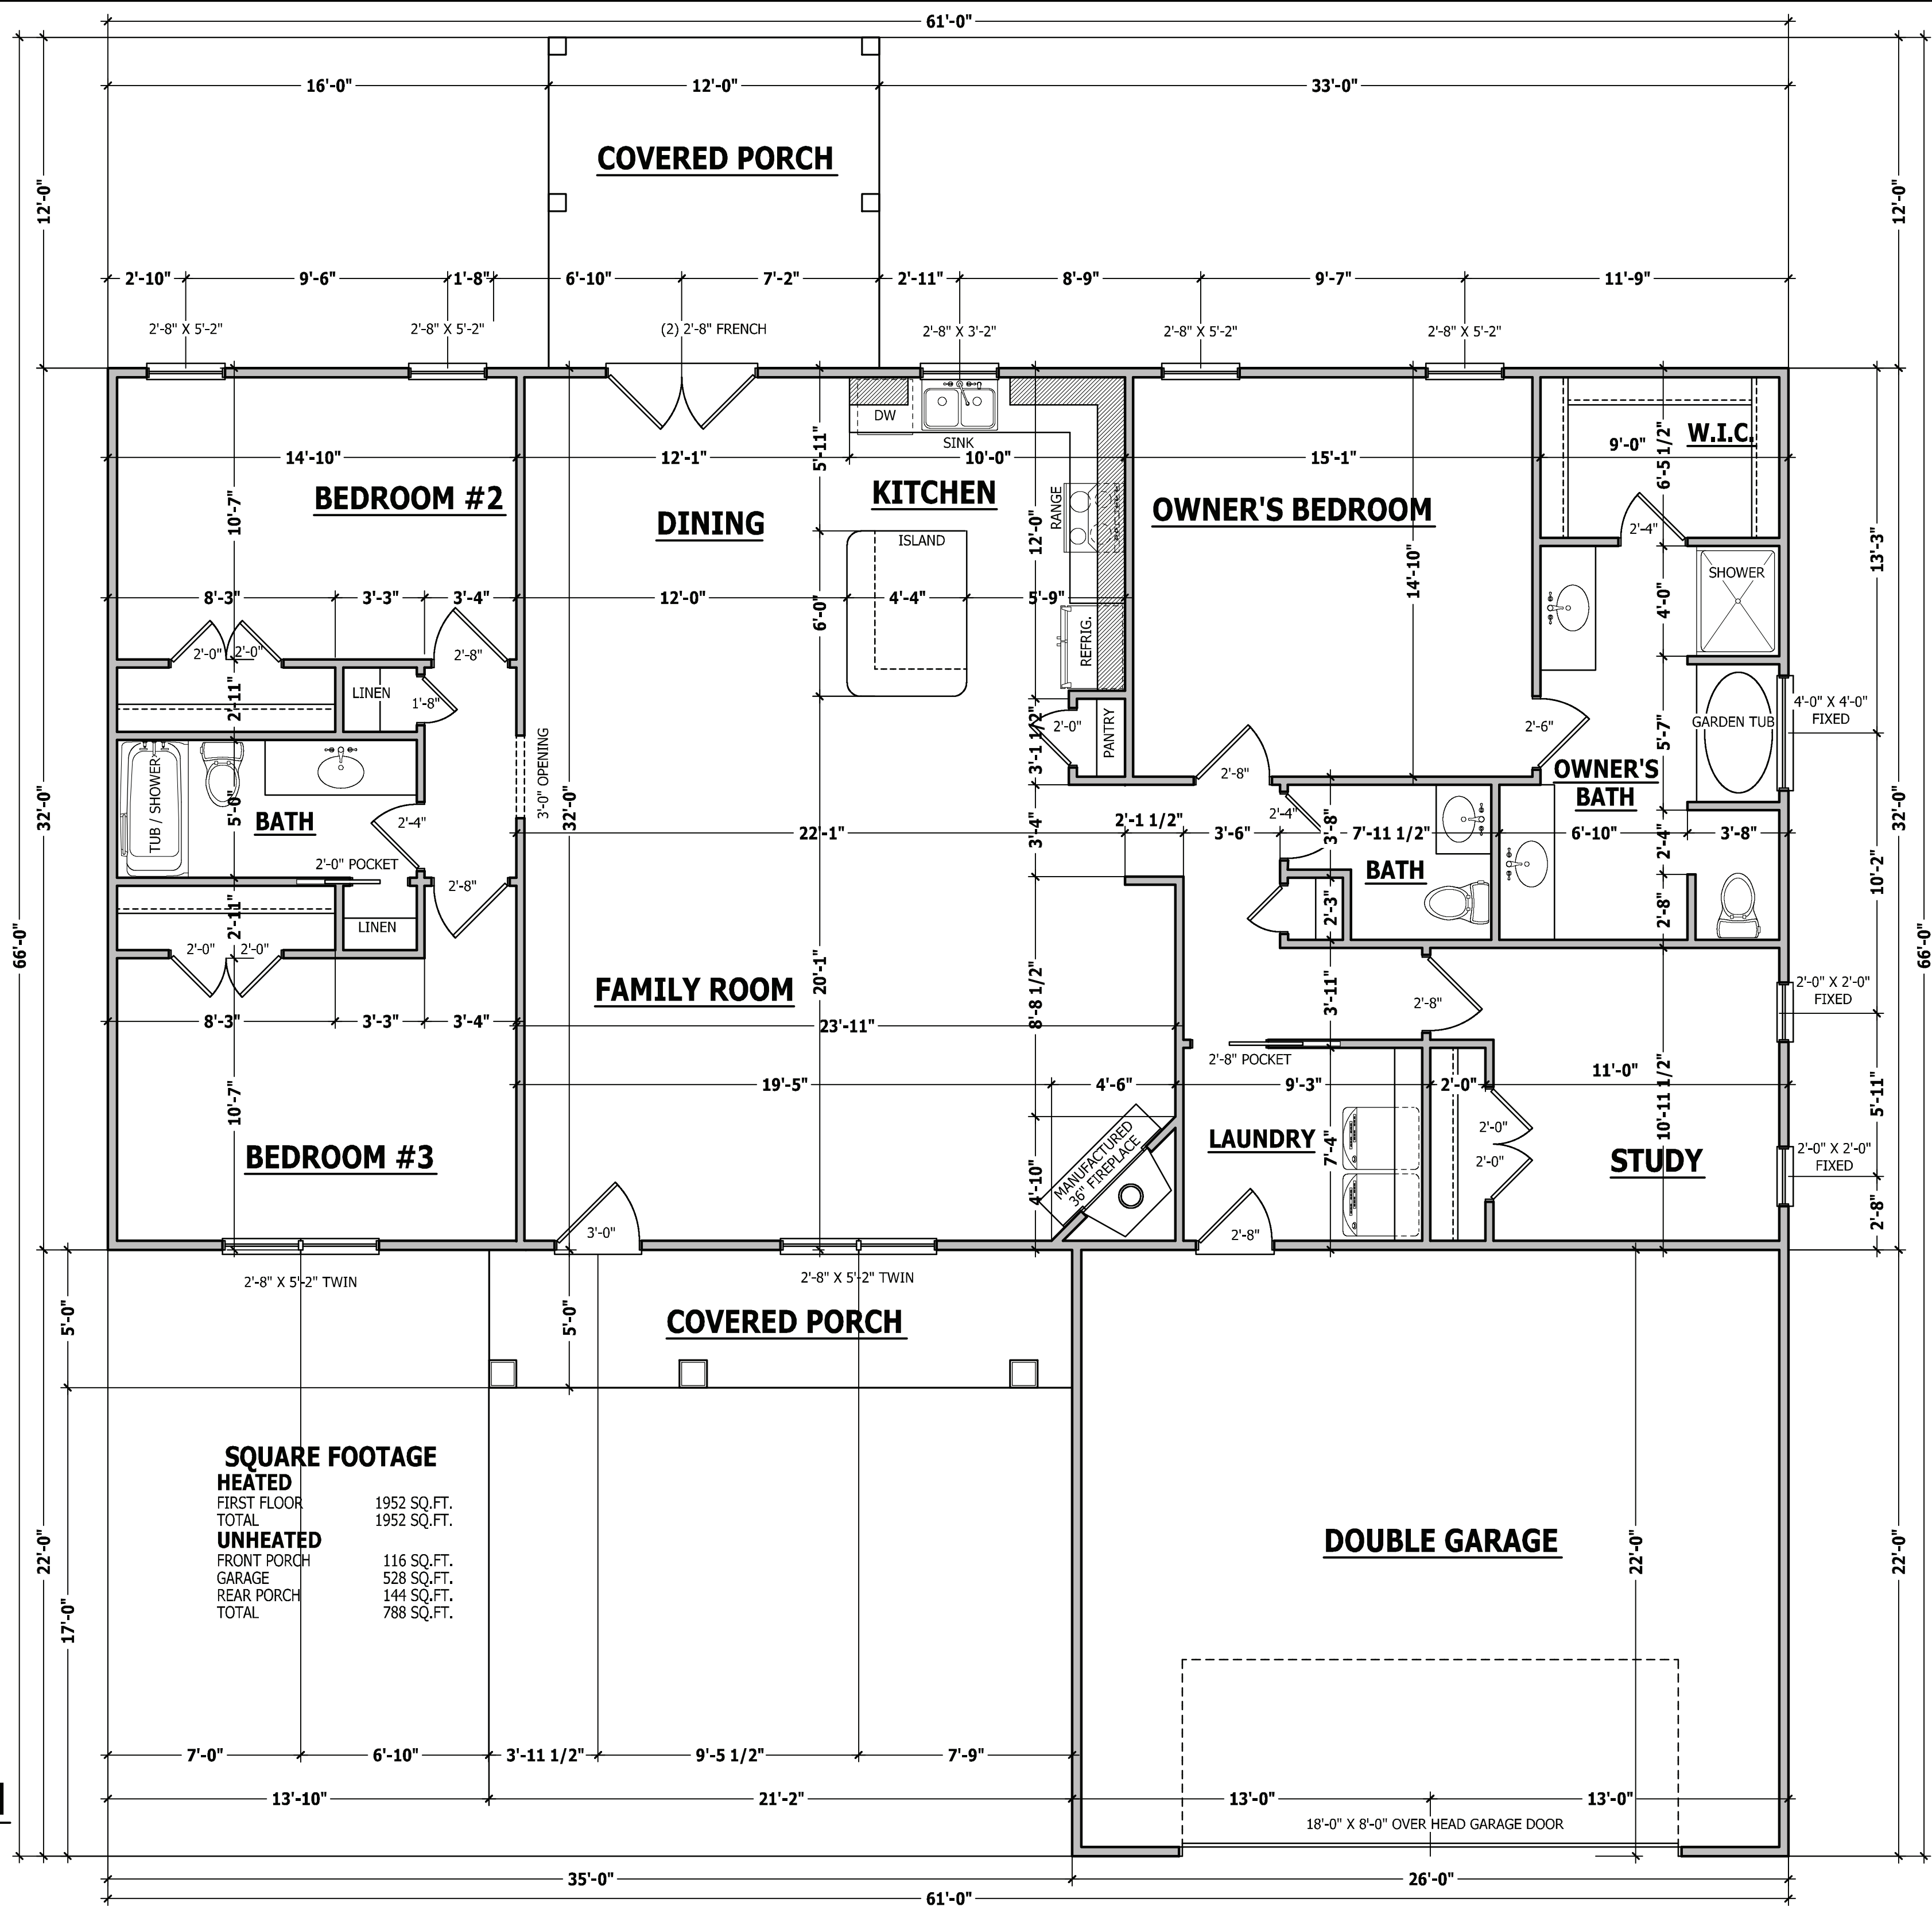 61'-0"
16'-0" 12'-0" 33'-0"
COVERED PORCH
12'-0" 12'-0"
2'-10" 9'-6" 1'-8" 6'-10" 7'-2" 2'-11" 8'-9" 9'-7" 11'-9"
2'-8" X 5'-2" 2'-8" X 5'-2" (2) 2'-8" FRENCH 2'-8" X 3'-2" 2'-8" X 5'-2" 2'-8" X 5'-2"
DW
SINK
14'-10" 12'-1" 5'-11" 10'-0" 15'-1" 9'-0" 6'-5 1/2" W.I.C.
BEDROOM #2
KITCHEN
DINING
OWNER'S BEDROOM
10'-7"
RANGE
12'-0"
ISLAND
2'-4"
13'-3"
14'-10"
SHOWER
8'-3" 3'-3" 3'-4" 12'-0" 6'-0" 4'-4" 5'-9" 4'-0"
2'-0" 2'-0" 2'-8"
REFRIG.
LINEN
1'-8"
2'-11"
3'-1 1/2"
2'-0"
PANTRY
2'-6"
5'-7"
GARDEN TUB
4'-0" X 4'-0"
FIXED
3'-0" OPENING
32'-0" 32'-0" 32'-0"
2'-8"
OWNER'S
BATH
TUB / SHOWER
5'-0"
BATH
2'-4"
2'-0" POCKET
22'-1" 3'-4" 2'-1 1/2" 3'-6" 2'-4" 3'-8" 7'-11 1/2" 6'-10" 2'-4" 3'-8"
BATH
2'-8"
10'-2"
2'-11"
LINEN
2'-3"
2'-8"
66'-0" 66'-0"
2'-0" 2'-0"
FAMILY ROOM
20'-1"
8'-8 1/2"
3'-11"
2'-8"
2'-0" X 2'-0"
FIXED
8'-3" 3'-3" 3'-4" 23'-11"
2'-8" POCKET
19'-5" 4'-6" 9'-3" 2'-0" 11'-0"
10'-7"
10'-11 1/2"
5'-11"
BEDROOM #3
MANUFACTURED
36" FIREPLACE
4'-10"
LAUNDRY
7'-4"
2'-0"
2'-0"
STUDY
2'-0" X 2'-0"
FIXED
3'-0"
2'-8"
2'-8"
2'-8" X 5'-2" TWIN 2'-8" X 5'-2" TWIN
5'-0" 5'-0"
COVERED PORCH
SQUARE FOOTAGE
HEATED
FIRST FLOOR 1952 SQ.FT.
TOTAL 1952 SQ.FT.
UNHEATED
FRONT PORCH 116 SQ.FT.
GARAGE 528 SQ.FT.
REAR PORCH 144 SQ.FT.
TOTAL 788 SQ.FT.
DOUBLE GARAGE
22'-0" 22'-0" 22'-0"
17'-0"
7'-0" 6'-10" 3'-11 1/2" 9'-5 1/2" 7'-9"
13'-10" 21'-2" 13'-0" 13'-0"
18'-0" X 8'-0" OVER HEAD GARAGE DOOR
35'-0" 26'-0"
61'-0"